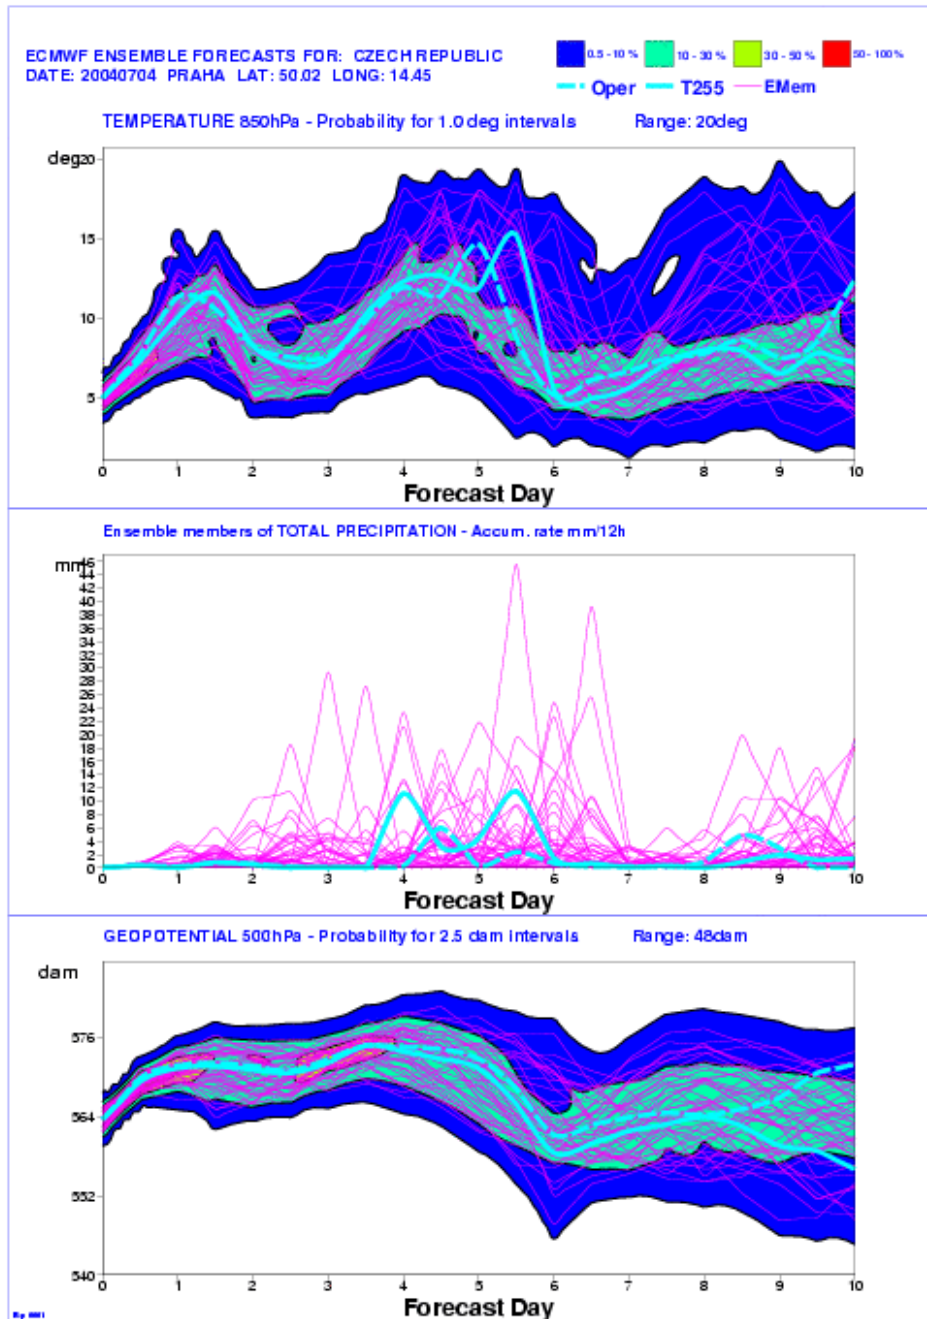 ECMWF ENSEMBLE FORECASTS FOR: CZECH REPUBLIC
DATE: 20040704 PRAHA LAT: 50.02 LONG: 14.45
0.5 - 10 % 10 - 30 % 30 - 50 % 50 - 100%
Oper T255 EMem
TEMPERATURE 850hPa - Probability for 1.0 deg intervals Range: 20deg
deg
20
15
10
5
0 1 2 3 4 5 6 7 8 9 10
Forecast Day
Ensemble members of TOTAL PRECIPITATION - Accum. rate mm/12h
mm
46
44
42
40
38
36
34
32
30
28
26
24
22
20
18
16
14
12
10
8
6
4
2
0
0 1 2 3 4 5 6 7 8 9 10
Forecast Day
GEOPOTENTIAL 500hPa - Probability for 2.5 dam intervals Range: 48dam
dam
576
564
552
540
0 1 2 3 4 5 6 7 8 9 10
Forecast Day